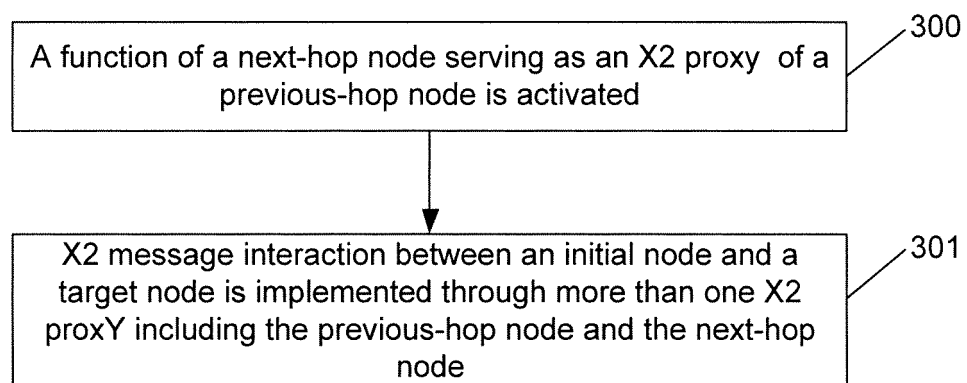 300
A function of a next-hop node serving as an X2 proxy of a
previous-hop node is activated
301
X2 message interaction between an initial node and a
target node is implemented through more than one X2
proxY including the previous-hop node and the next-hop
node